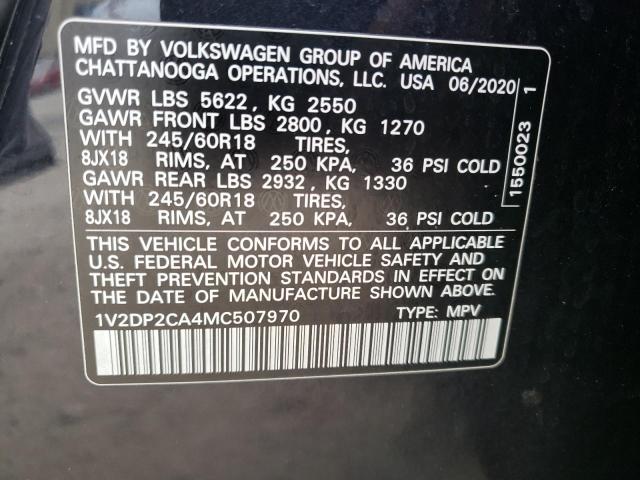 MFD BY VOLKSWAGEN GROUP OF AMERICA
CHATTANOOGA OPERATIONS, LLC. USA 06/2020
GVWR LBS 5622 , KG 2550
GAWR FRONT LBS 2800 , KG 1270
WITH 245/60R18 TIRES,
8JX18 RIMS, AT 250 KPA, 36 PSI COLD
GAWR REAR LBS 2932 , KG 1330
WITH 245/60R18 TIRES,
8JX18 RIMS, AT 250 KPA, 36 PSI COLD
THIS VEHICLE CONFORMS TO ALL APPLICABLE
U.S. FEDERAL MOTOR VEHICLE SAFETY AND
THEFT PREVENTION STANDARDS IN EFFECT ON
THE DATE OF MANUFACTURE SHOWN ABOVE.
1V2DP2CA4MC507970 TYPE: MPV
1550023 1